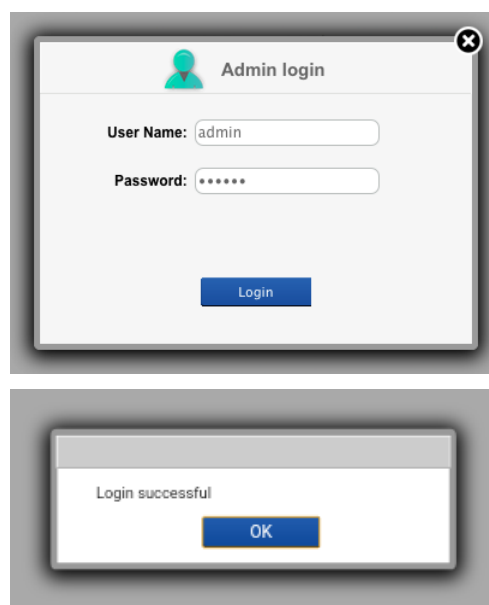 Admin login
User Name: admin
Password: ••••••
Login
Login successful
OK